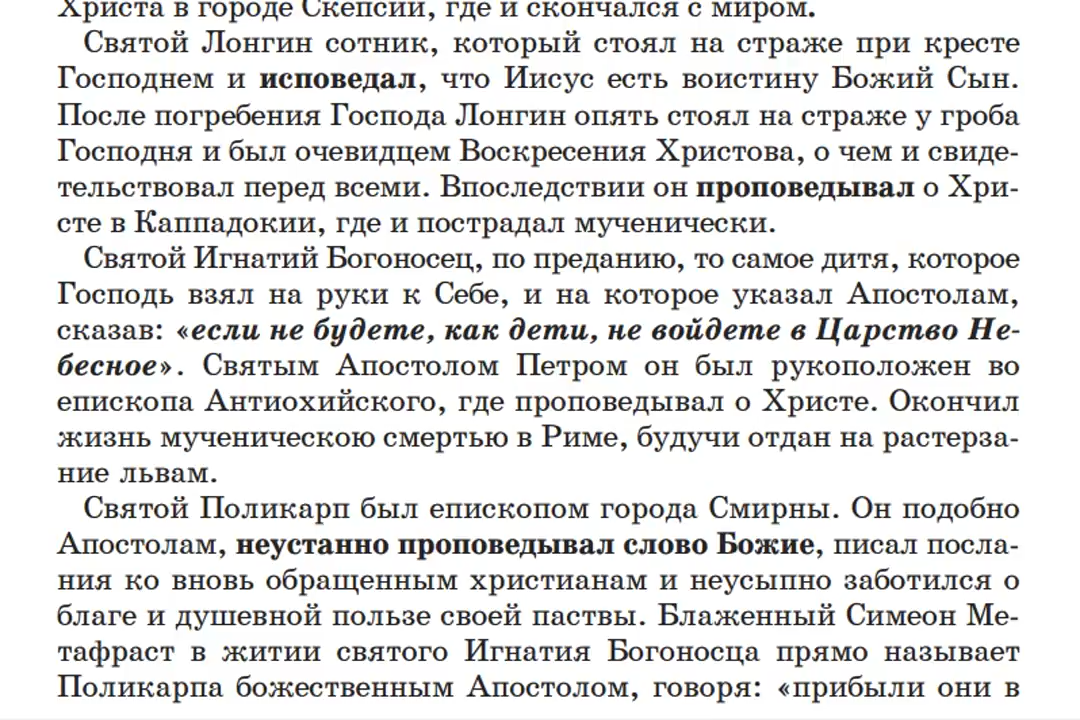 Христа в городе Скепсии, где и скончался с миром.
Святой Лонгин сотник, который стоял на страже при кресте
Господнем и исповедал, что Иисус есть воистину Божий Сын.
После погребения Господа Лонгин опять стоял на страже у гроба
Господня и был очевидцем Воскресения Христова, о чем и свиде-
тельствовал перед всеми. Впоследствии он проповедывал о Хри-
сте в Каппадокии, где и пострадал мученически.
Святой Игнатий Богоносец, по преданию, то самое дитя, которое
Господь взял на руки к Себе, и на которое указал Апостолам,
сказав: «если не будете, как дети, не войдете в Царство Не-
бесное». Святым Апостолом Петром он был рукоположен во
епископа Антиохийского, где проповедывал о Христе. Окончил
жизнь мученическою смертью в Риме, будучи отдан на растерза-
ние львам.
Святой Поликарп был епископом города Смирны. Он подобно
Апостолам, неустанно проповедывал слово Божие, писал посла-
ния ко вновь обращенным христианам и неусыпно заботился о
благе и душевной пользе своей паствы. Блаженный Симеон Ме-
тафраст в житии святого Игнатия Богоносца прямо называет
Поликарпа божественным Апостолом, говоря: «прибыли они в